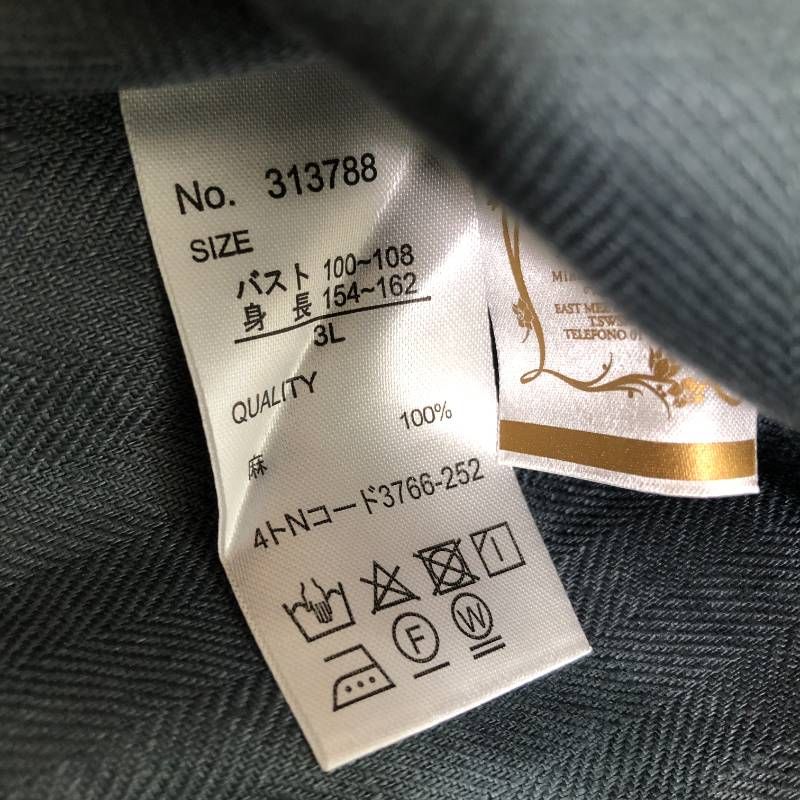 No. 313788
SIZE
バスト 100~108
身 長 154~162
3L
QUALITY
麻 100%
4トNコード3766-252
F
W
EAST
TELEFONO